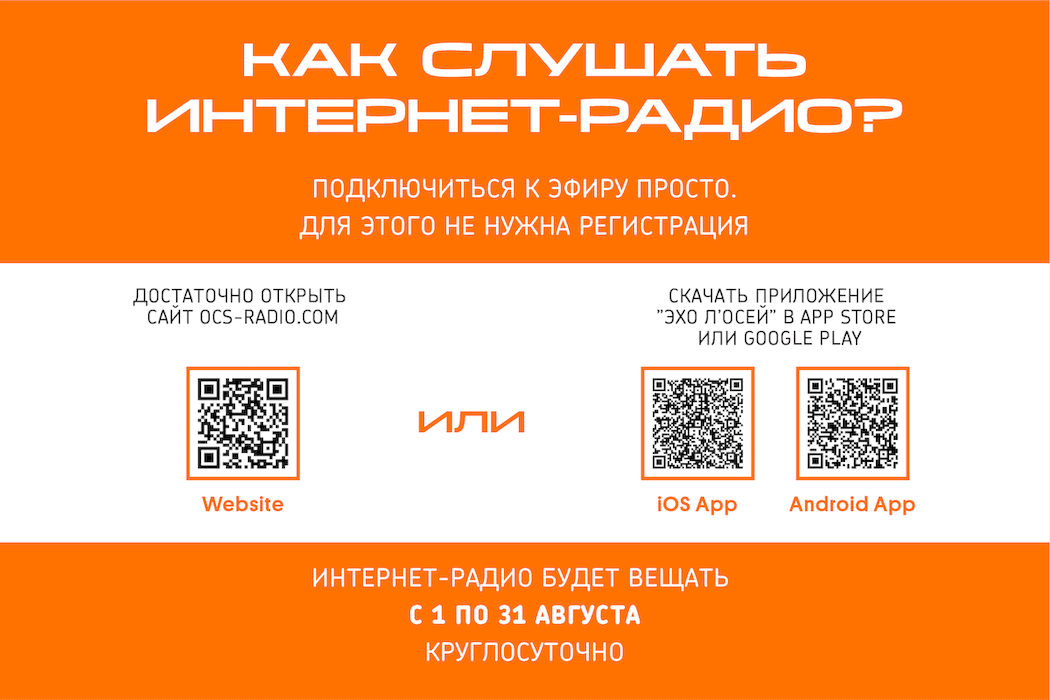 КАК СЛУШАТЬ
ИНТЕРНЕТ-РАДИО?
ПОДКЛЮЧИТЬСЯ К ЭФИРУ ПРОСТО.
ДЛЯ ЭТОГО НЕ НУЖНА РЕГИСТРАЦИЯ
ДОСТАТОЧНО ОТКРЫТЬ
САЙТ OCS-RADIO.COM
Website
ИЛИ
СКАЧАТЬ ПРИЛОЖЕНИЕ
"ЭХО Л'ОСЕЙ" В APP STORE
ИЛИ GOOGLE PLAY
iOS App
Android App
ИНТЕРНЕТ-РАДИО БУДЕТ ВЕЩАТЬ
С 1 ПО 31 АВГУСТА
КРУГЛОСУТОЧНО